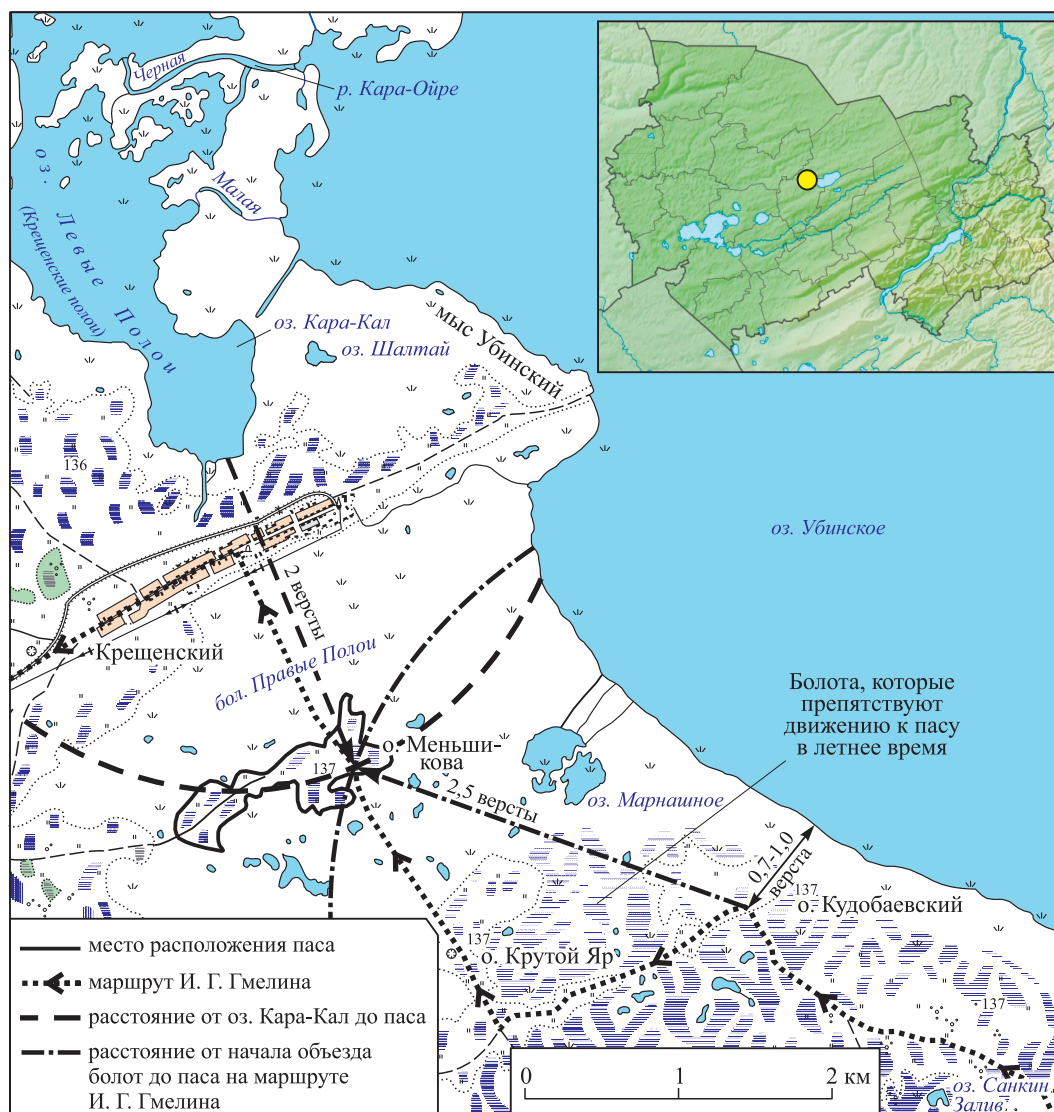 Черная
р. Кара-Ойре
оз. Левые Полои
(Крещенские полои)
Малая
оз. Кара-Кал
оз. Шалтай
мыс Убинский
136
оз. Убинское
2 версты
Крещенский
бол. Правые Полои
Болота, которые
препятствуют
движению к пасу
в летнее время
о. Меньши-
кова
137
2,5 версты
оз. Марнашное
0,7-1,0
верста
137
о. Кудобаевский
137
о. Крутой Яр
137
оз. Санкин
Залив
место расположения паса
маршрут И. Г. Гмелина
расстояние от оз. Кара-Кал до паса
расстояние от начала объезда
болот до паса на маршруте
И. Г. Гмелина
0 1 2 км